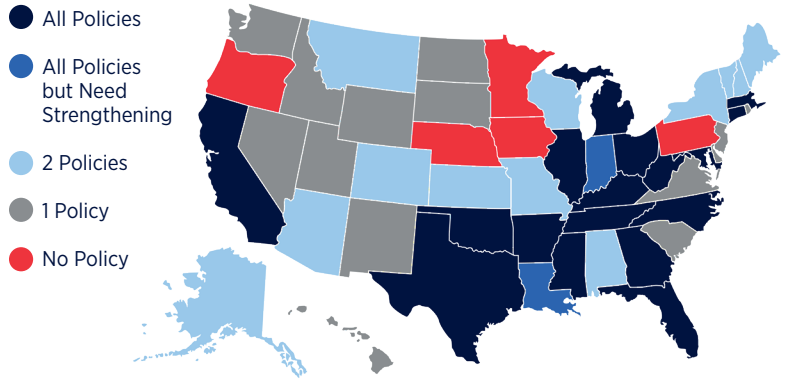 All Policies
All Policies
but Need
Strengthening
2 Policies
1 Policy
No Policy